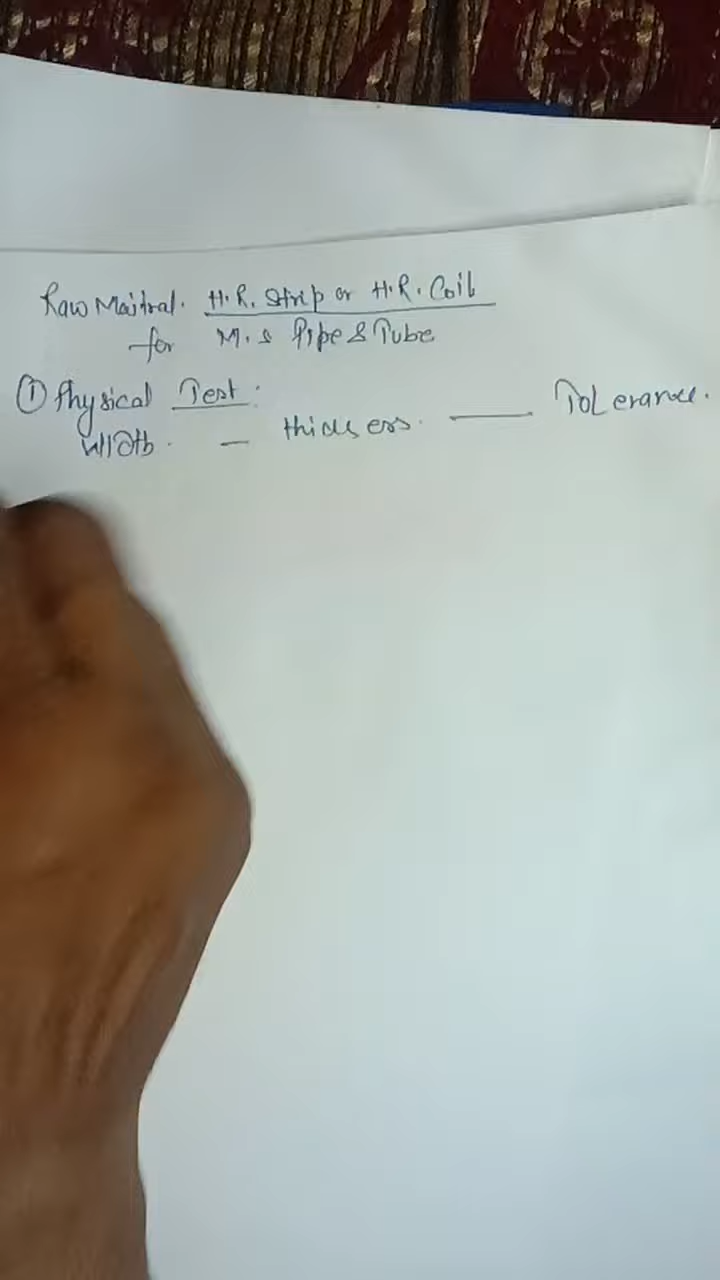 Raw Maitral. H.R. Strip or H.R. Coil
for M.s Pipe & Tube
① Physical Test:
Width. — thickness. — Tolerance.